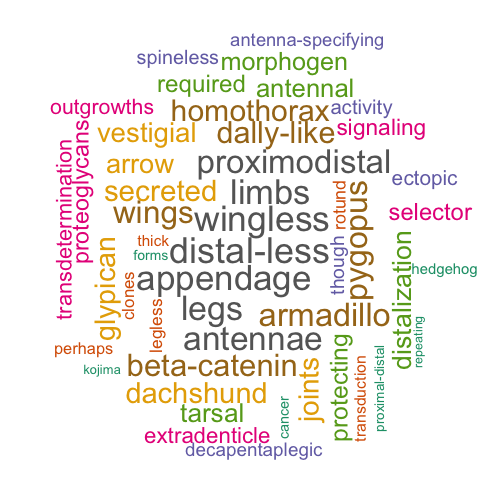 antenna-specifying
spineless morphogen
required antennal
outgrowths homothorax activity
vestigial dally-like signaling
arrow proximodistal
ectopic
secreted limbs
wings wingless selector
transdetermination
proteoglycans
rotund
pygopus
though
thick
forms
distal-less
hedgehog
glypican
clones
appendage
distalization
repeating
legless
legs armadillo
perhaps
antennae
kojima
beta-catenin
joints
protecting
transduction
proximal-distal
dachshund
tarsal
cancer
extradenticle
decapentaplegic